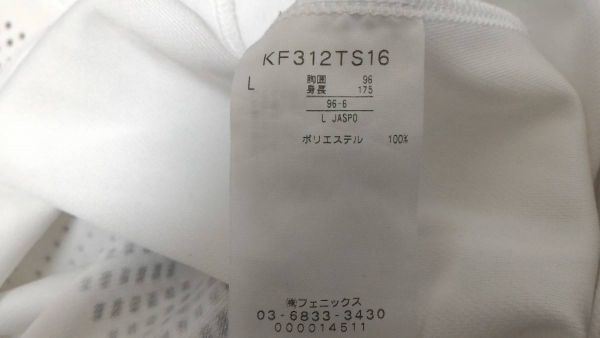 KF312TS16
L 胸囲 96
身長 175
96-6
L JASPO
ポリエステル 100%
㈱フェニックス
03-6833-3430
000014511